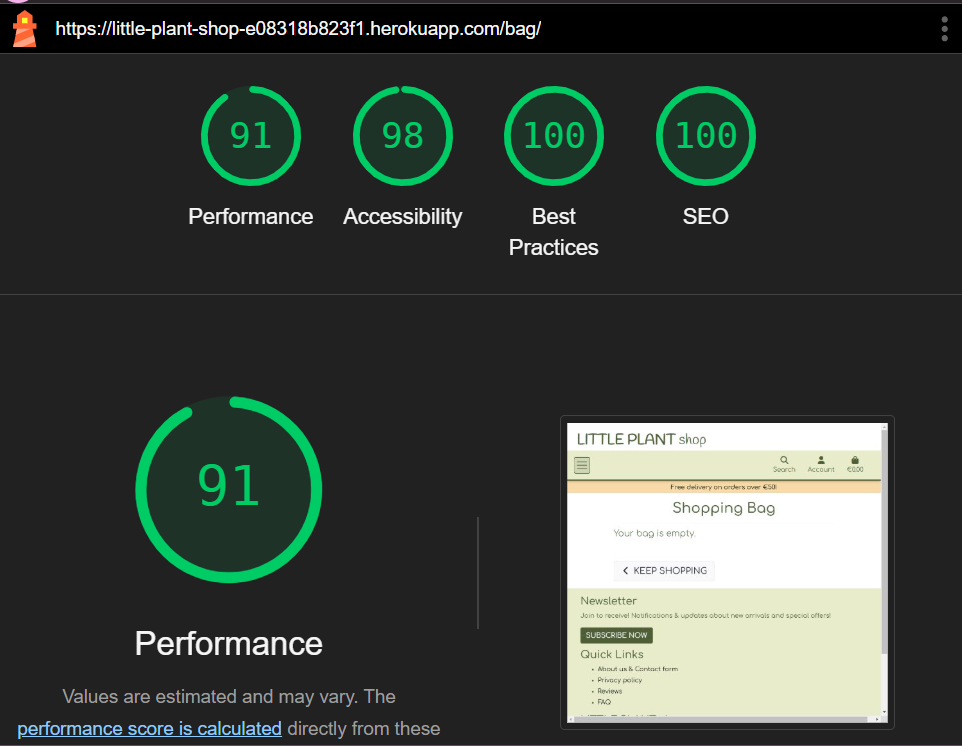 https://little-plant-shop-e08318b823f1.herokuapp.com/bag/
91
98
100
100
Performance
Accessibility
Best
Practices
SEO
91
Performance
Values are estimated and may vary. The
performance score is calculated directly from these
LITTLE PLANT shop
Search
Account
€0.00
Free delivery on orders over €50!
Shopping Bag
Your bag is empty.
KEEP SHOPPING
Newsletter
Join to receive! Notifications & updates about new arrivals and special offers!
SUBSCRIBE NOW
Quick Links
About us & Contact form
Privacy policy
Reviews
FAQ